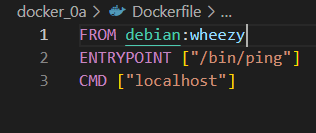 docker_0a > Dockerfile > ...
1 FROM debian:wheezy
2 ENTRYPOINT ["/bin/ping"]
3 CMD ["localhost"]